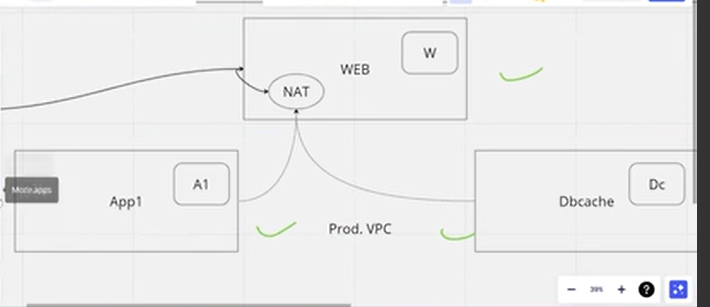 W
WEB
NAT
More apps
App1
A1
Dbcache
Dc
Prod. VPC
39%